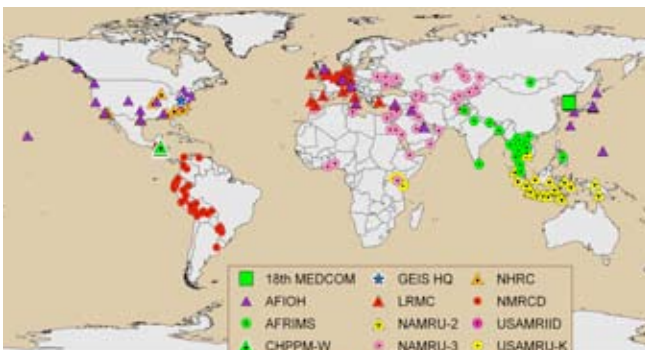 18th MEDCOM GEIS HQ NHRC
AFIOH LRMC NMRCD
AFRIMS NAMRU-2 USAMRIID
CHPPM-W NAMRU-3 USAMRU-K